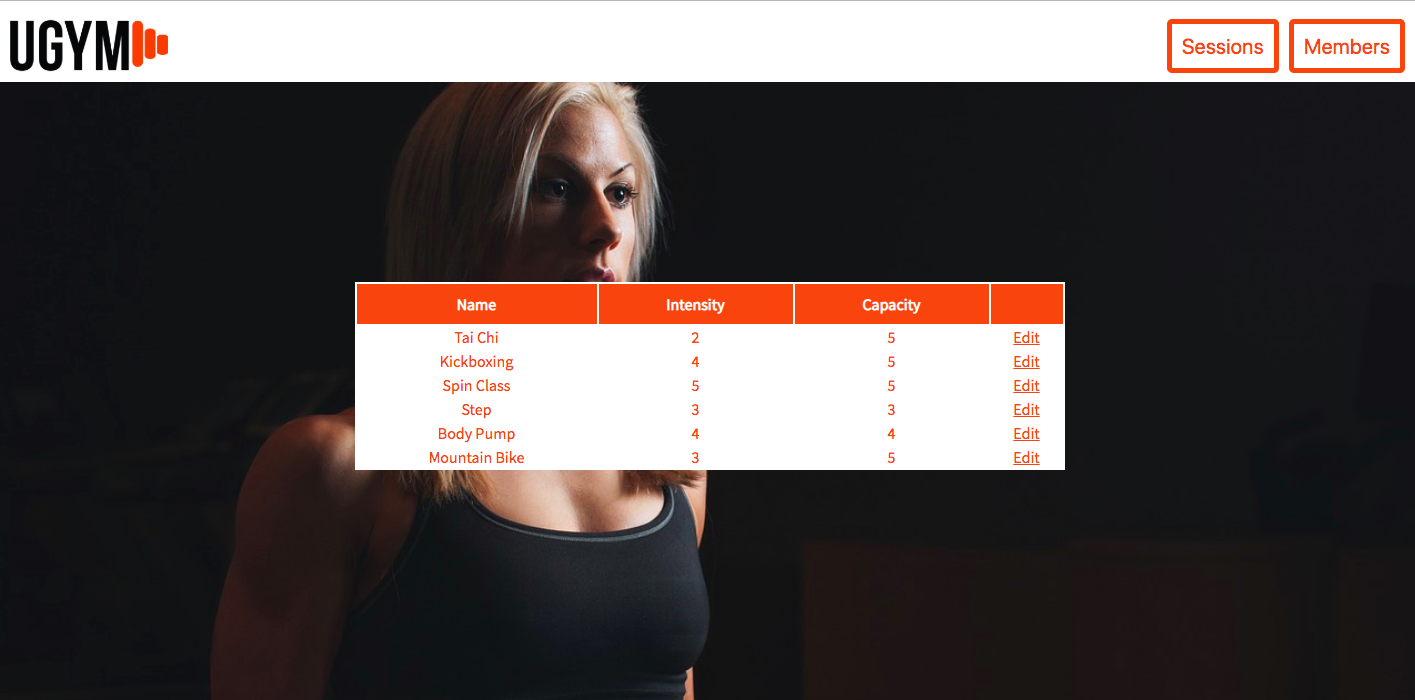 UGYM
Sessions Members
Name Intensity Capacity
Tai Chi 2 5 Edit
Kickboxing 4 5 Edit
Spin Class 5 5 Edit
Step 3 3 Edit
Body Pump 4 4 Edit
Mountain Bike 3 5 Edit